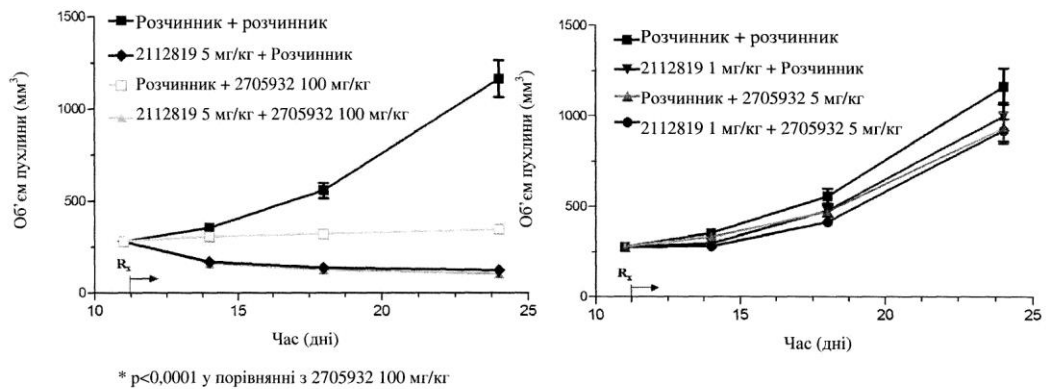 1500
1000
500
0
10
15
20
25
Об'єм пухлини (мм³)
Час (дні)
Rₓ
Розчинник + розчинник
2112819 5 мг/кг + Розчинник
Розчинник + 2705932 100 мг/кг
2112819 5 мг/кг + 2705932 100 мг/кг
* p<0,0001 у порівнянні з 2705932 100 мг/кг
1500
1000
500
0
10
15
20
25
Об'єм пухлини (мм³)
Час (дні)
Rₓ
Розчинник + розчинник
2112819 1 мг/кг + Розчинник
Розчинник + 2705932 5 мг/кг
2112819 1 мг/кг + 2705932 5 мг/кг